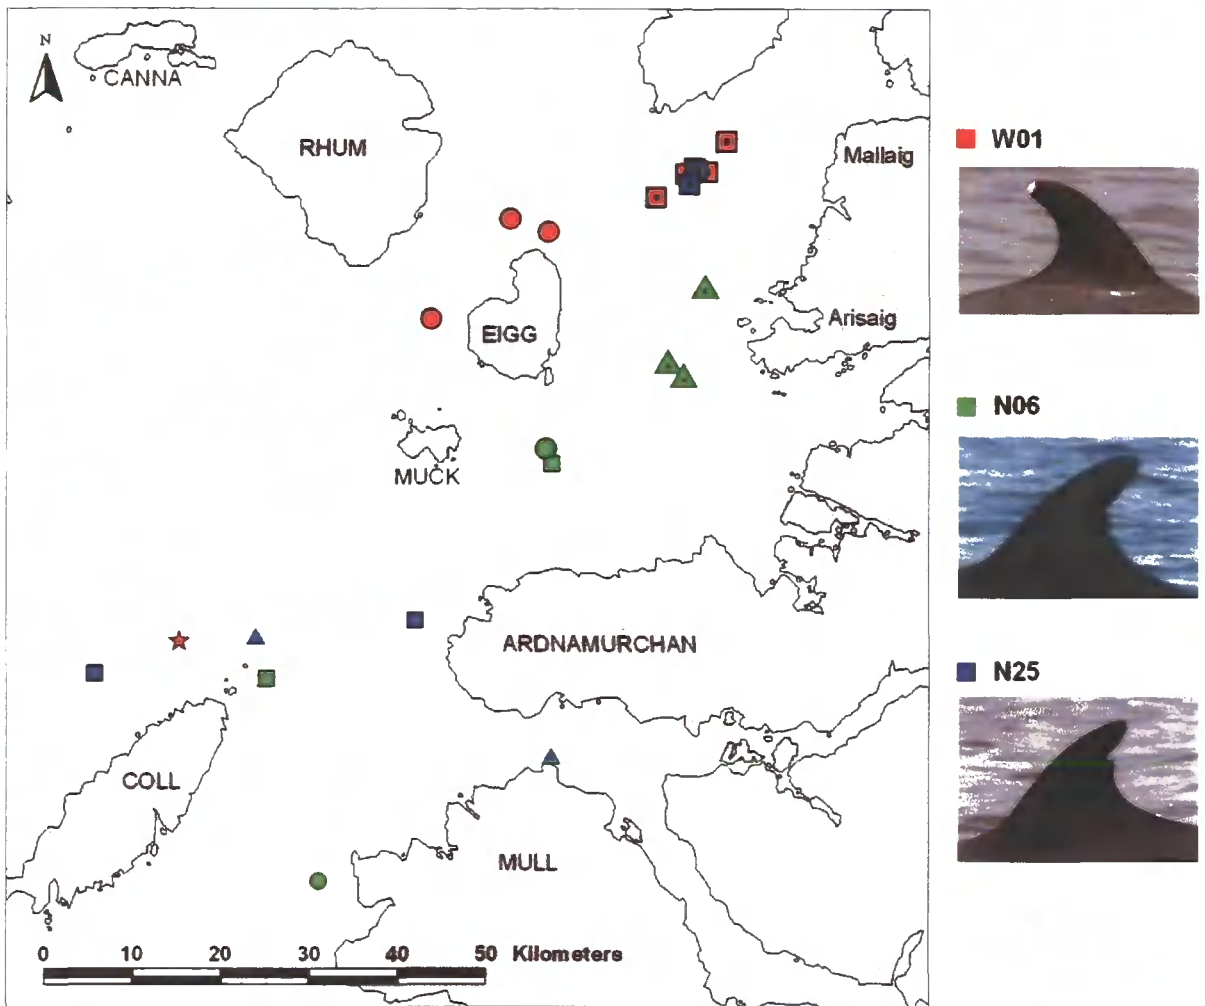 N
CANNA
RHUM
Mallaig
W01
EIGG
Arisaig
N06
MUCK
ARDNAMURCHAN
N25
COLL
MULL
0 10 20 30 40 50 Kilometers